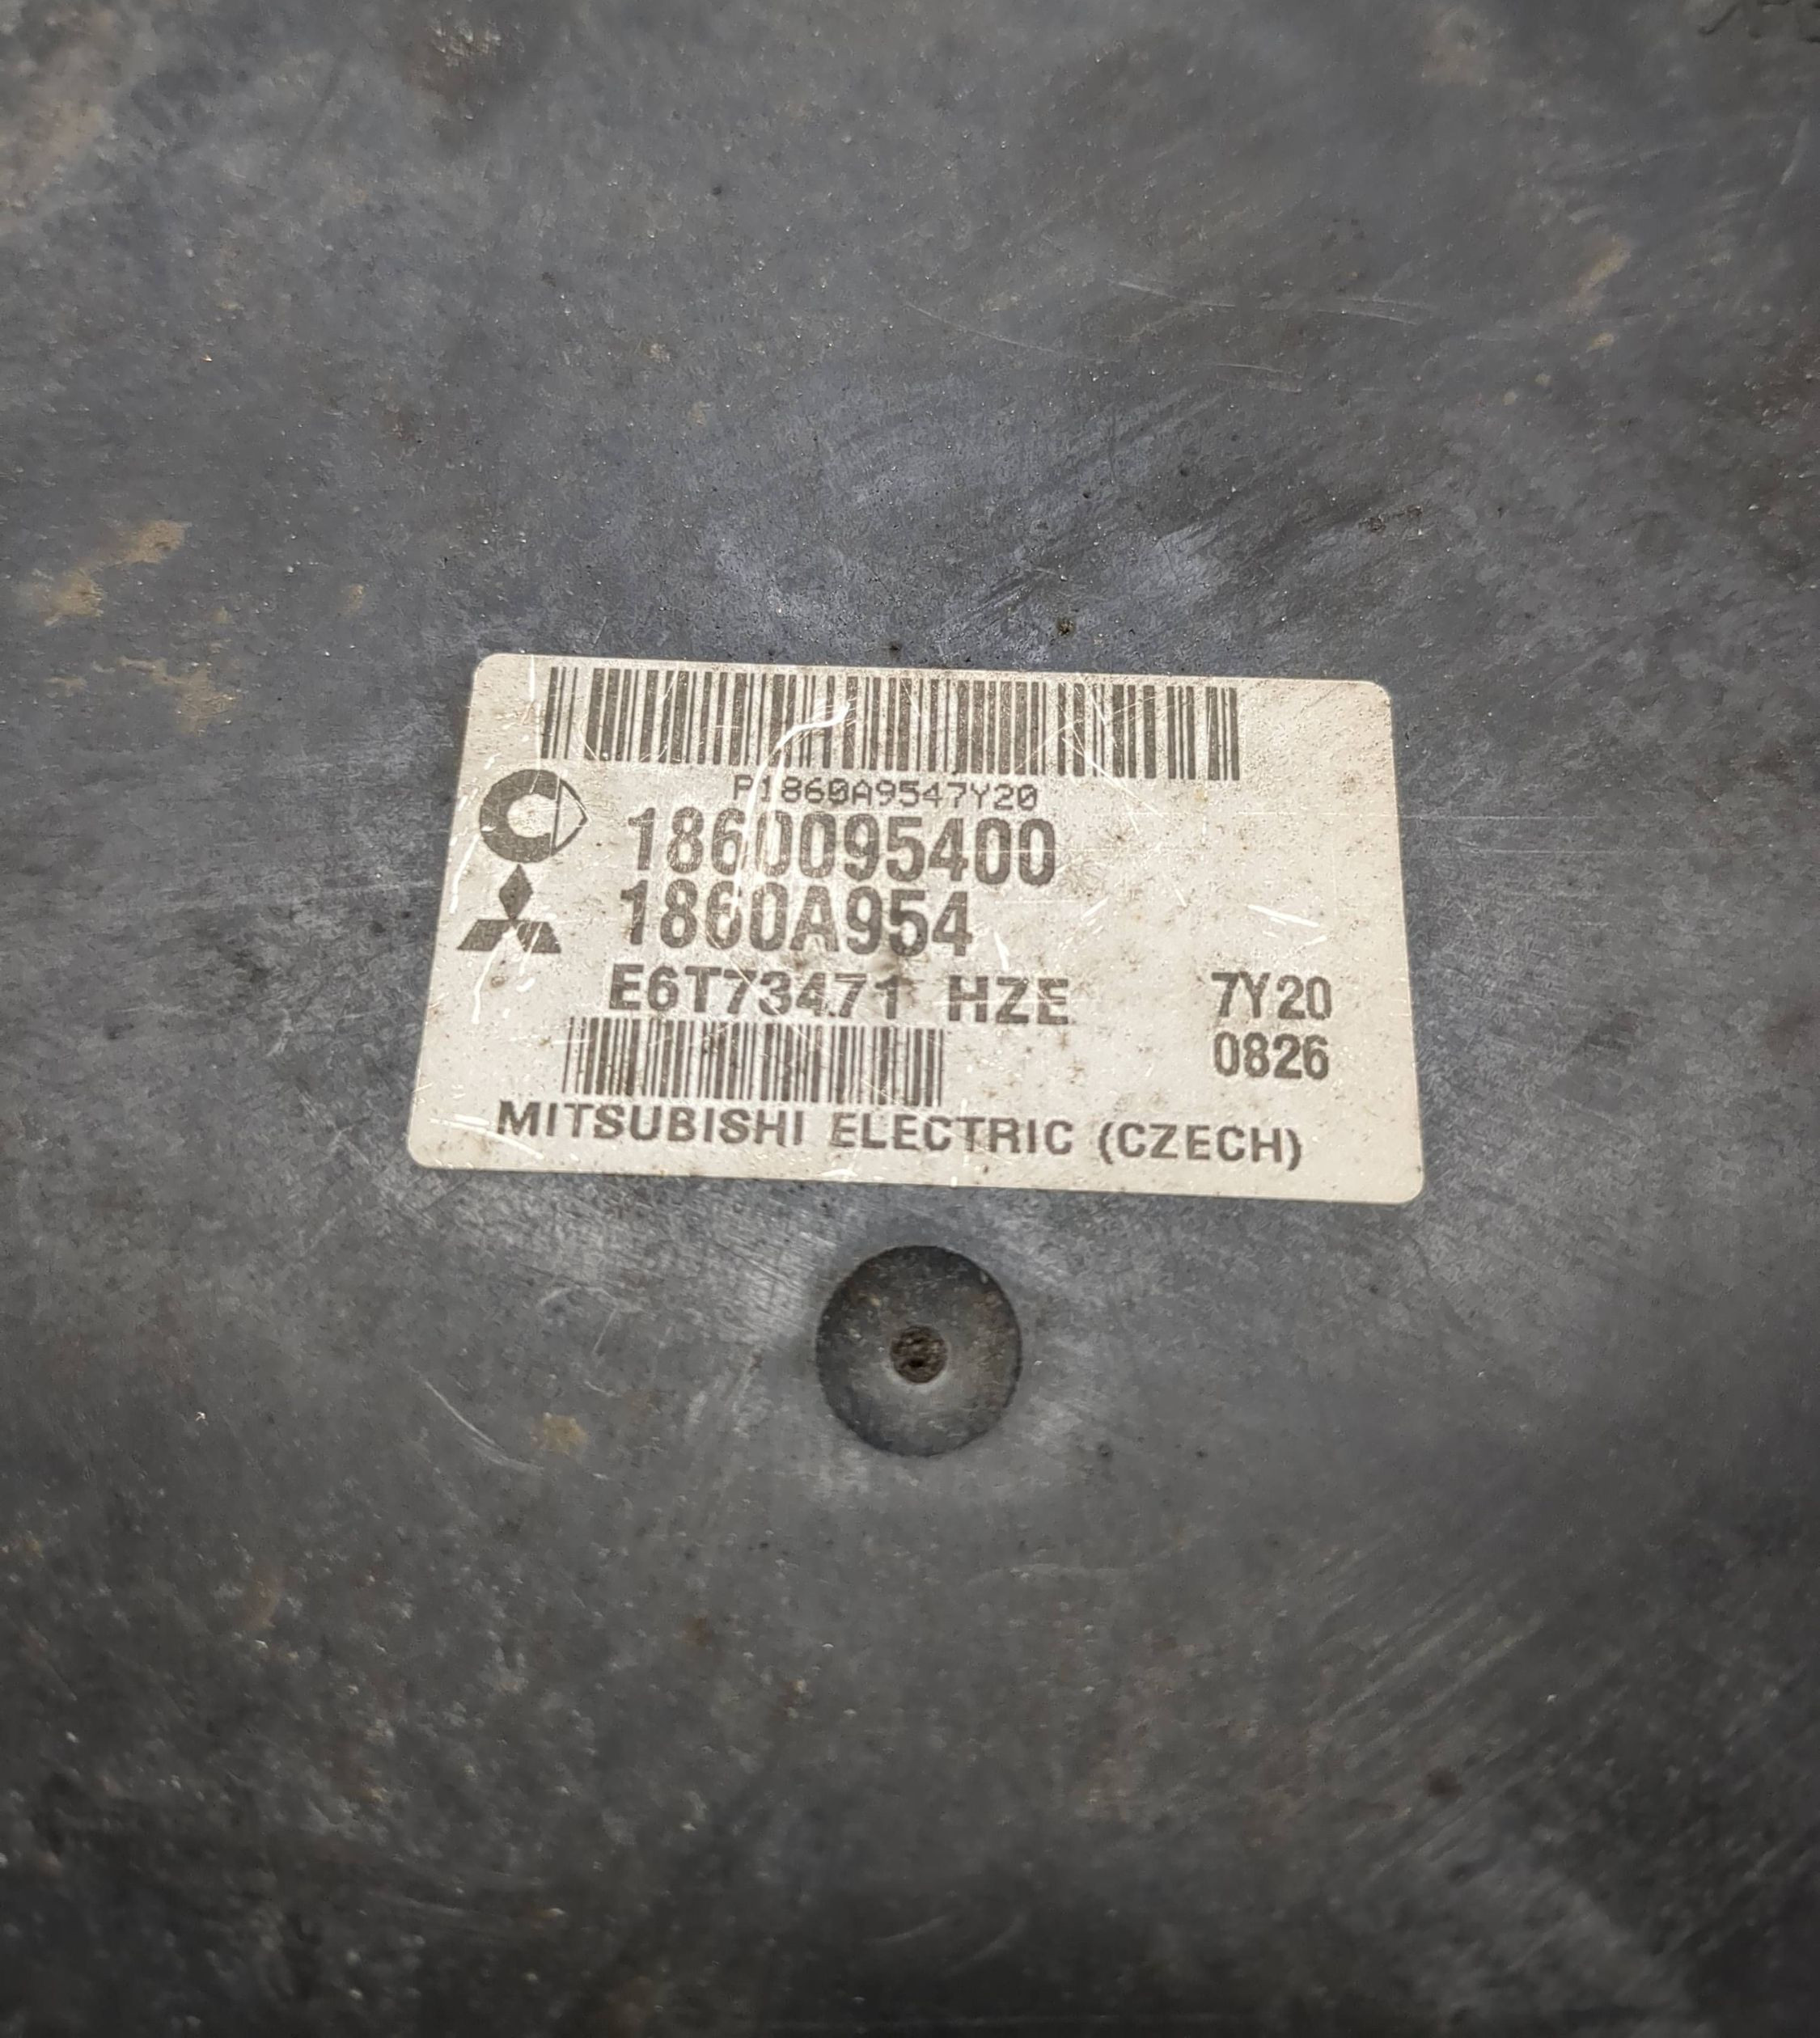 P1860A9547Y20
1860095400
1860A954
E6T73471 HZE 7Y20
0826
MITSUBISHI ELECTRIC (CZECH)